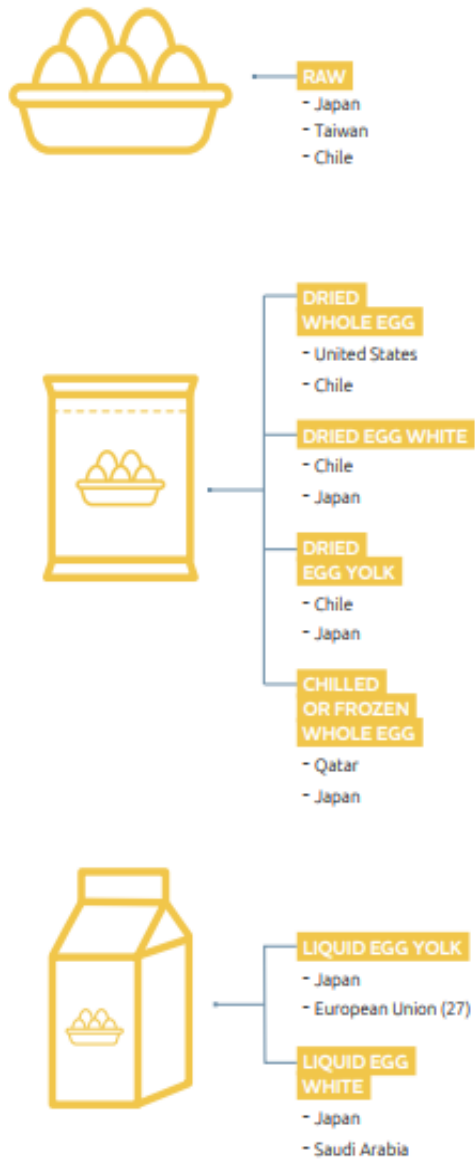 RAW
- Japan
- Taiwan
- Chile
DRIED
WHOLE EGG
- United States
- Chile
DRIED EGG WHITE
- Chile
- Japan
DRIED
EGG YOLK
- Chile
- Japan
CHILLED
OR FROZEN
WHOLE EGG
- Qatar
- Japan
LIQUID EGG YOLK
- Japan
- European Union (27)
LIQUID EGG
WHITE
- Japan
- Saudi Arabia